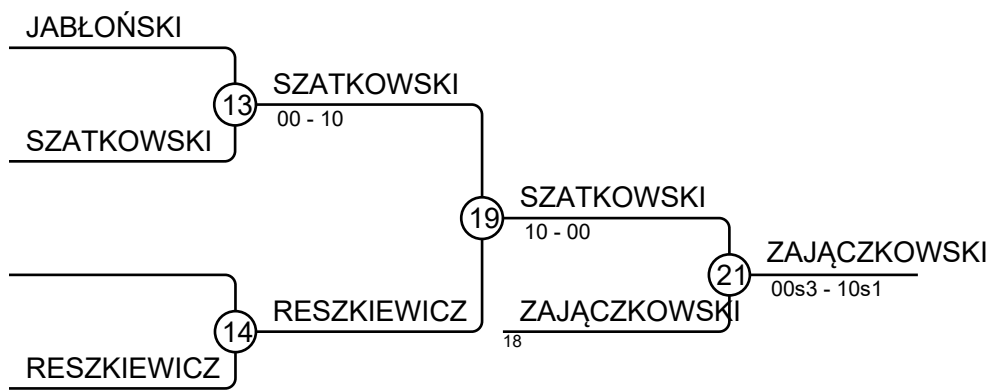 JABŁOŃSKI
13
SZATKOWSKI
00 - 10
SZATKOWSKI
19
SZATKOWSKI
10 - 00
21
ZAJĄCZKOWSKI
00s3 - 10s1
14
RESZKIEWICZ
ZAJĄCZKOWSKI
18
RESZKIEWICZ